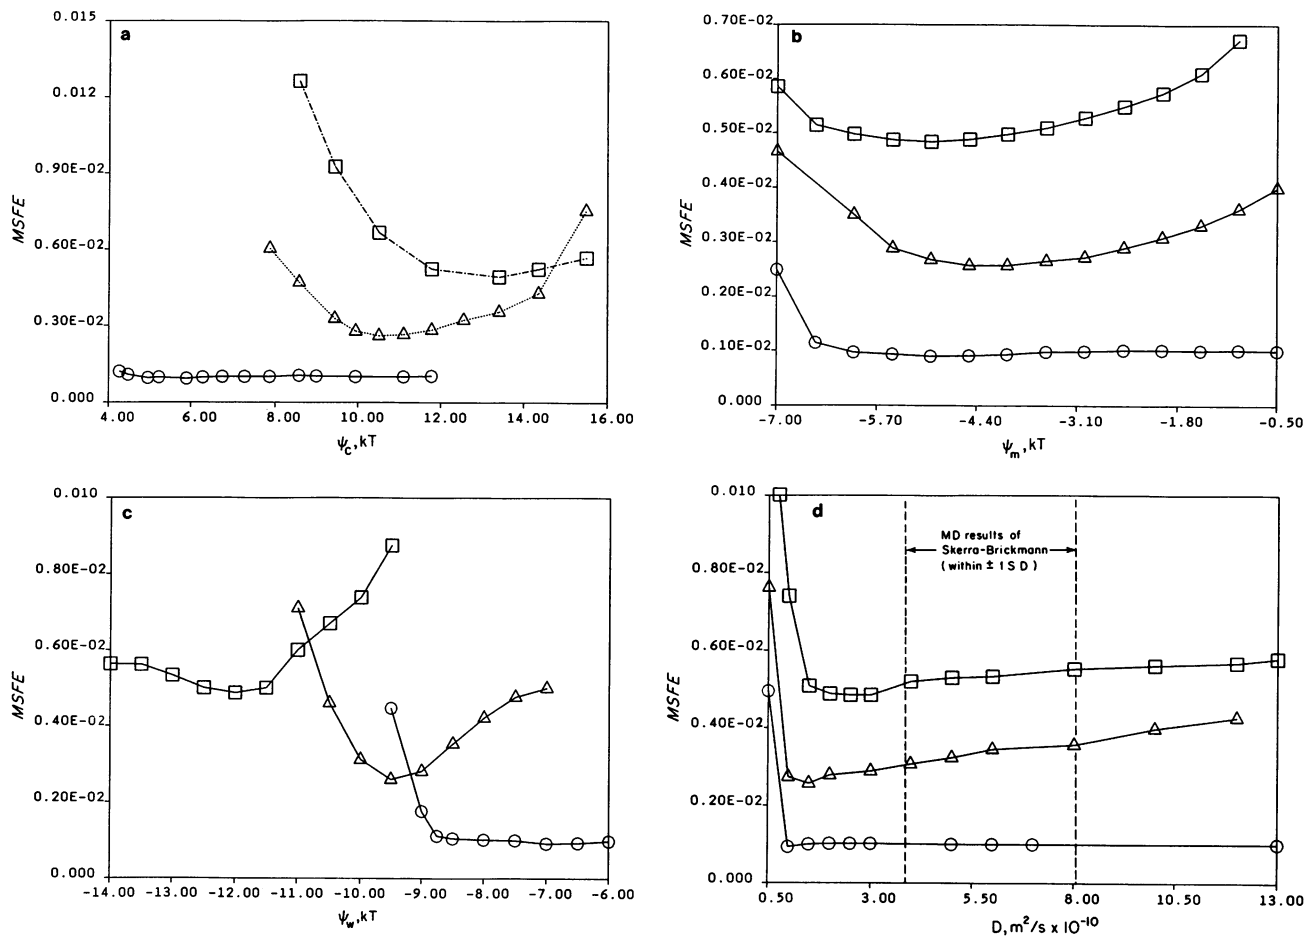 a
0.015
0.012
0.90E-02
0.60E-02
0.30E-02
0.000
MSFE
4.00 6.00 8.00 10.00 12.00 14.00 16.00
ψc,kT
b
0.70E-02
0.60E-02
0.50E-02
0.40E-02
0.30E-02
0.20E-02
0.10E-02
0.000
MSFE
-7.00 -5.70 -4.40 -3.10 -1.80 -0.50
ψm,kT
c
0.010
0.80E-02
0.60E-02
0.40E-02
0.20E-02
0.000
MSFE
-14.00 -13.00 -11.00 -10.00 -9.00 -8.00 -7.00 -6.00
ψw,kT
d
0.010
0.80E-02
0.60E-02
0.40E-02
0.20E-02
0.000
MSFE
MD results of
Skerra-Brickmann
(within ± 1 S D)
0.50 3.00 5.50 8.00 10.50 13.00
D, m²/s x 10⁻¹⁰